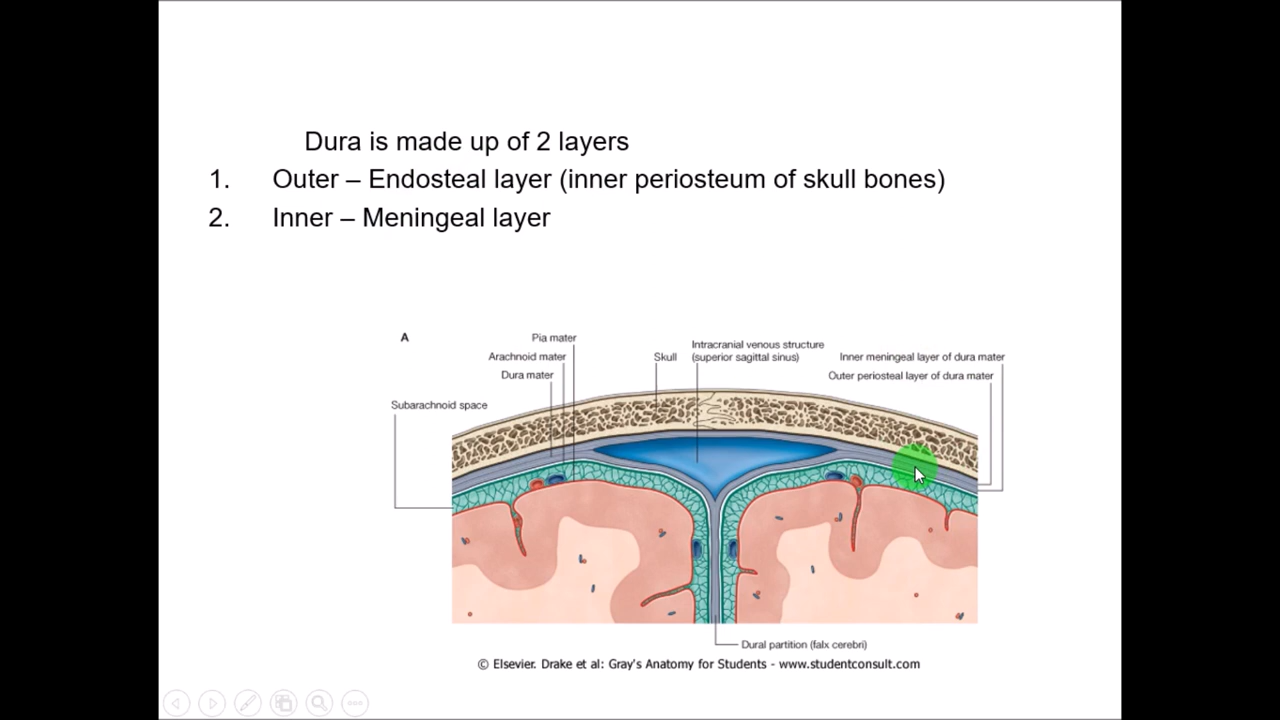 Dura is made up of 2 layers
1. Outer – Endosteal layer (inner periosteum of skull bones)
2. Inner – Meningeal layer
A
Pia mater
Arachnoid mater
Dura mater
Subarachnoid space
Skull
Intracranial venous structure
(superior sagittal sinus)
Inner meningeal layer of dura mater
Outer periosteal layer of dura mater
Dural partition (falx cerebri)
© Elsevier. Drake et al: Gray's Anatomy for Students - www.studentconsult.com